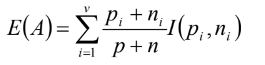 E(A) = \sum_{i=1}^{v} \frac{p_i + n_i}{p + n} I(p_i, n_i)